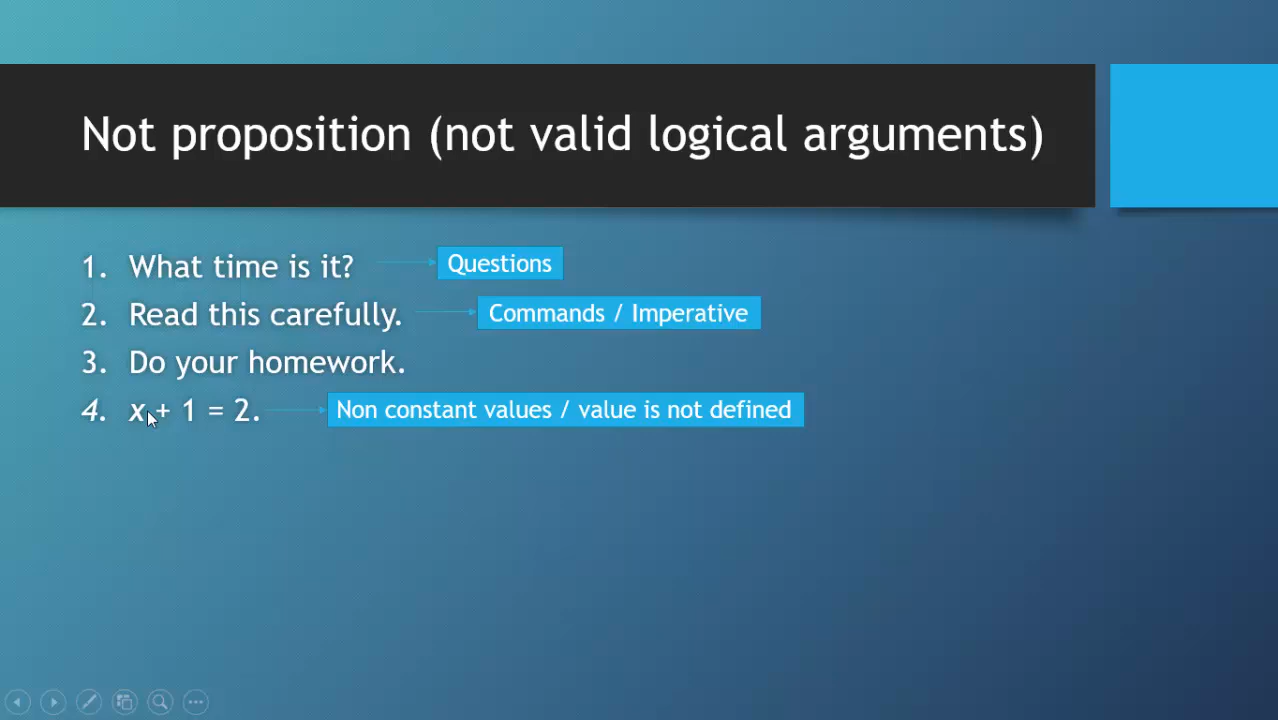 Not proposition (not valid logical arguments)
1. What time is it?
Questions
2. Read this carefully.
Commands / Imperative
3. Do your homework.
4. x + 1 = 2.
Non constant values / value is not defined